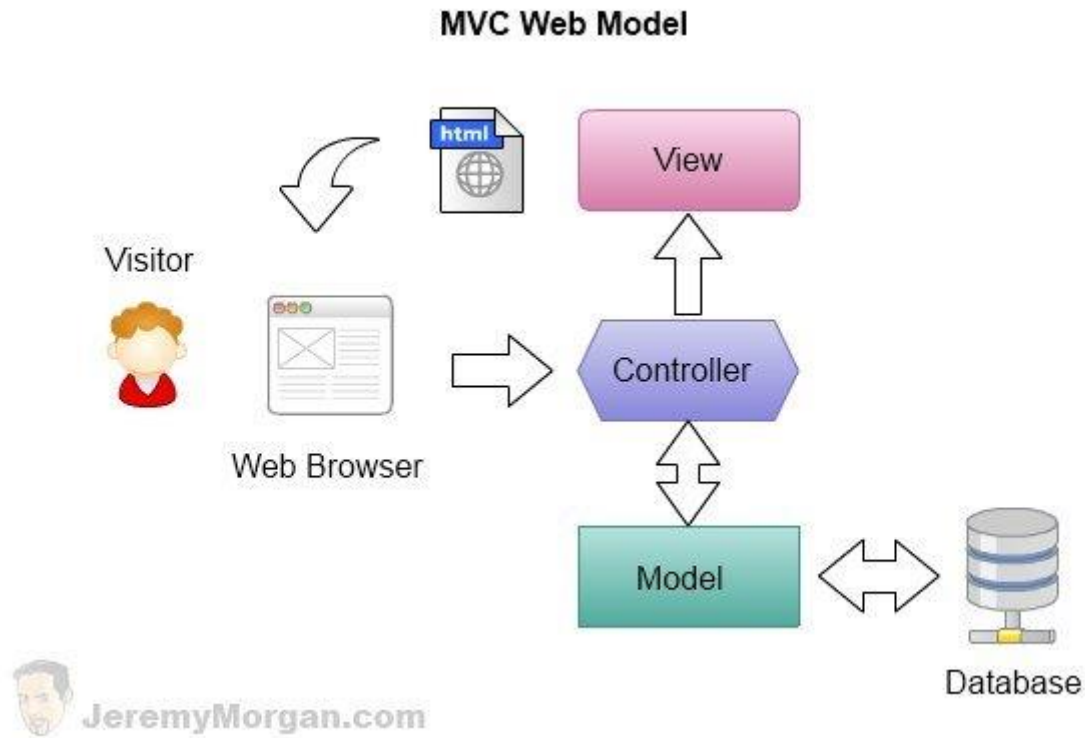 MVC Web Model
html
View
Visitor
Controller
Web Browser
Model
Database
JeremyMorgan.com